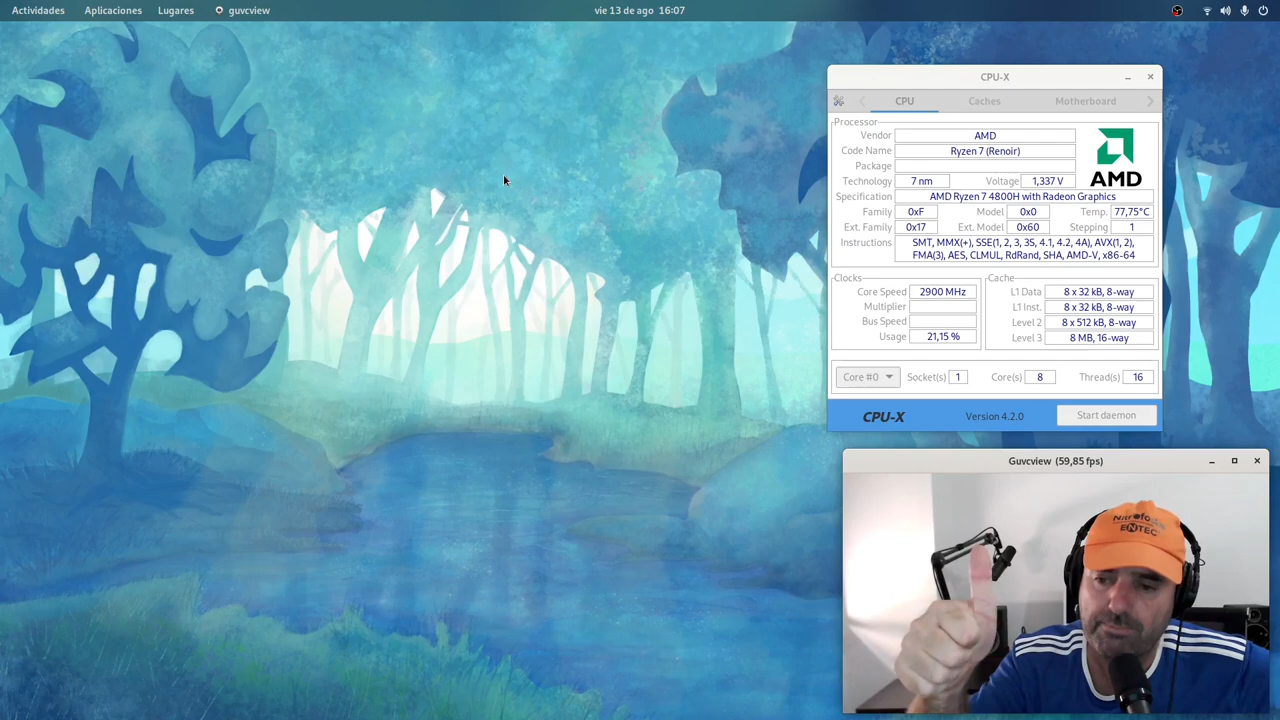 Actividades Aplicaciones Lugares guvcview vie 13 de ago 16:07
CPU-X
CPU Caches Motherboard
Processor
Vendor AMD
Code Name Ryzen 7 (Renoir)
Package
Technology 7 nm Voltage 1,337 V
AMD
Specification AMD Ryzen 7 4800H with Radeon Graphics
Family 0xF Model 0x0 Temp. 77,75°C
Ext. Family 0x17 Ext. Model 0x60 Stepping 1
Instructions SMT, MMX(+), SSE(1, 2, 3, 3S, 4.1, 4.2, 4A), AVX(1, 2),
FMA(3), AES, CLMUL, RdRand, SHA, AMD-V, x86-64
Clocks Cache
Core Speed 2900 MHz L1 Data 8 x 32 kB, 8-way
Multiplier L1 Inst. 8 x 32 kB, 8-way
Bus Speed Level 2 8 x 512 kB, 8-way
Usage 21,15 % Level 3 8 MB, 16-way
Core #0 Socket(s) 1 Core(s) 8 Thread(s) 16
CPU-X Version 4.2.0 Start daemon
Guvcview (59,85 fps)
ENTEC